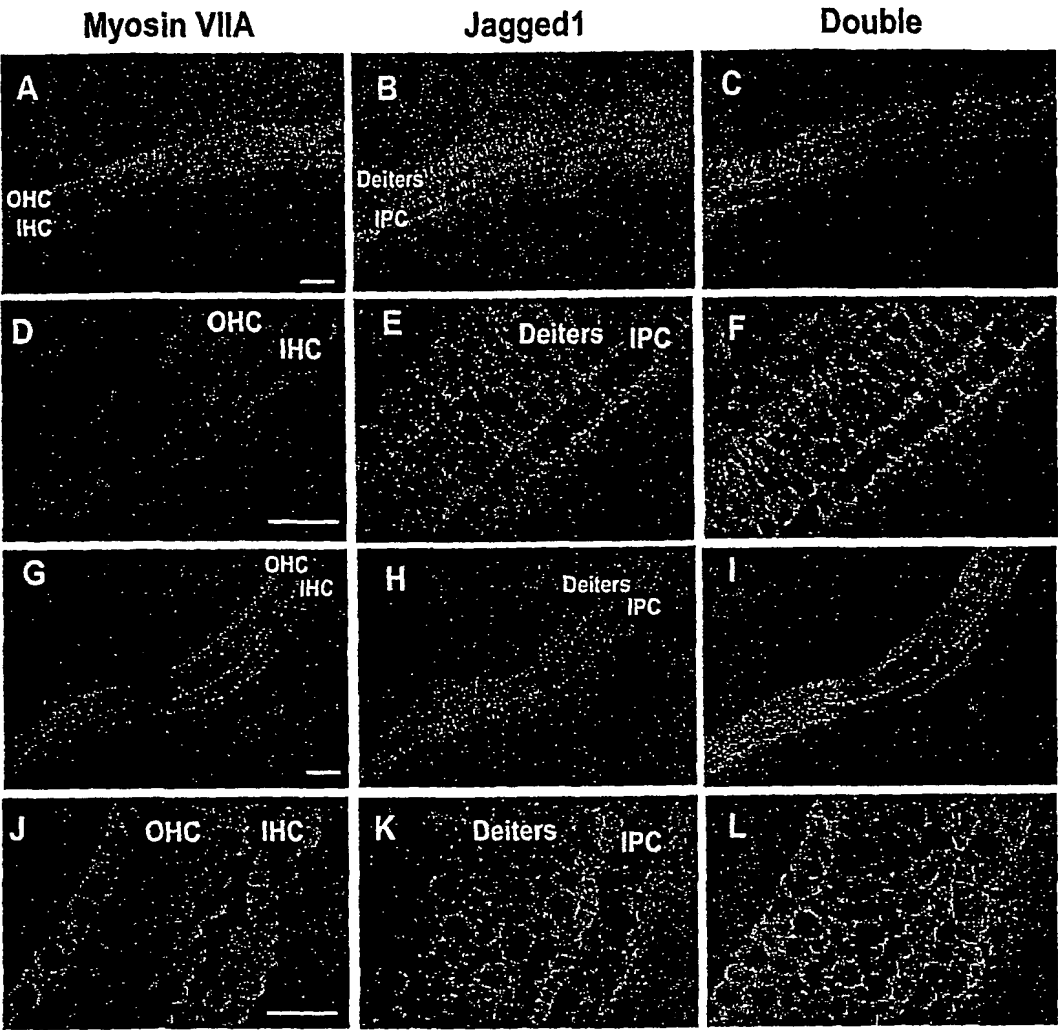 Myosin VIIA Jagged1 Double
A B C
OHC Deiters
IHC IPC
D OHC E Deiters IPC F
IHC
G OHC H Deiters I
IHC IPC
J OHC IHC K Deiters IPC L